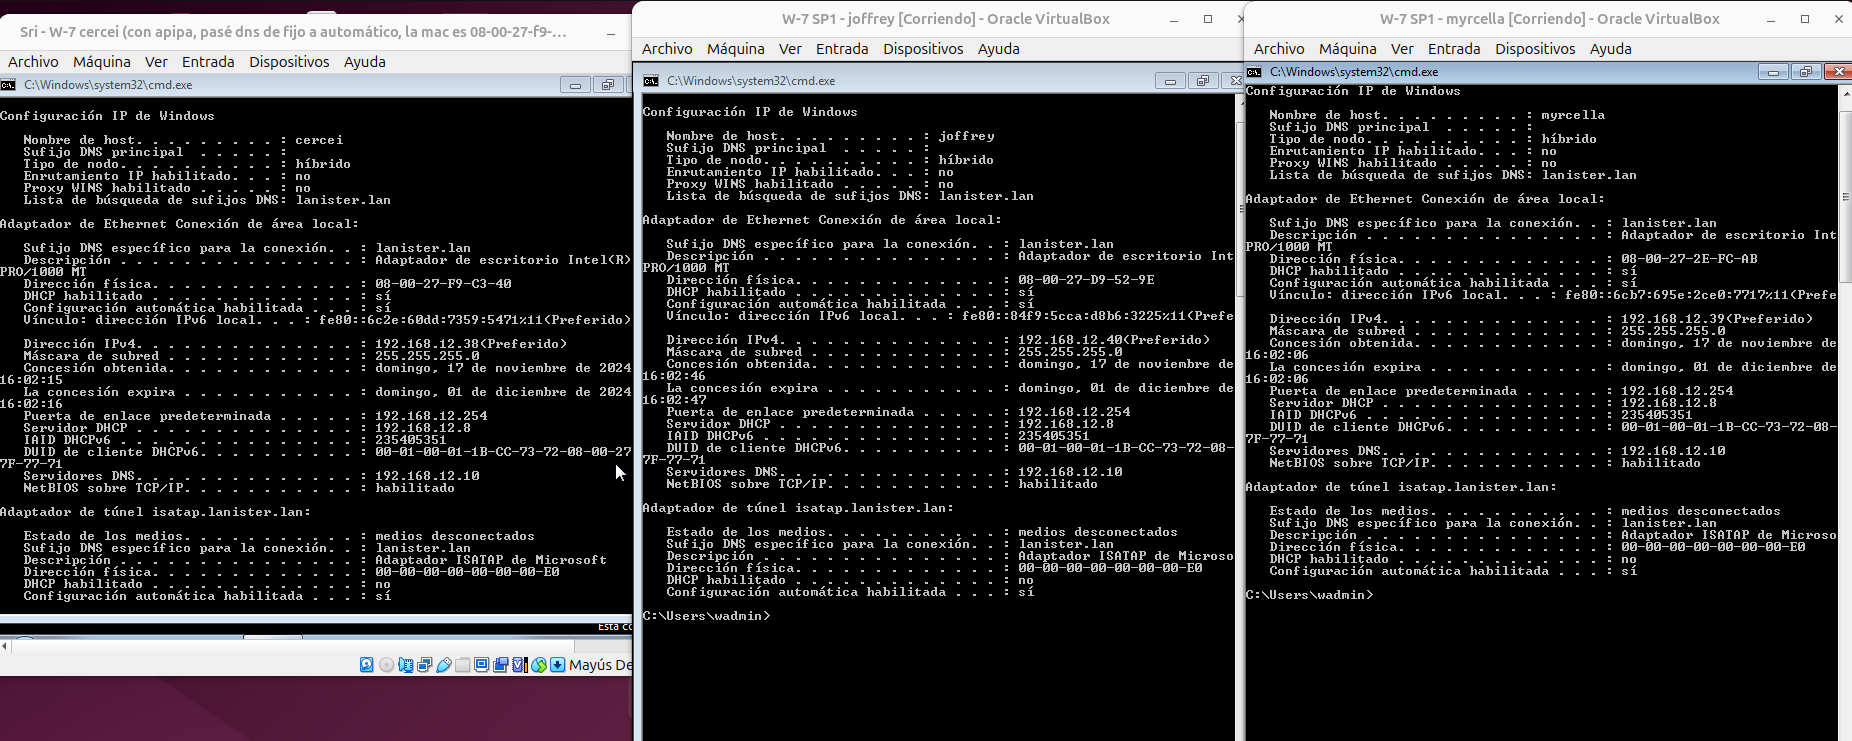 Sri - W-7 cercei (con apipa, pasé dns de fijo a automático, la mac es 08-00-27-f9-...
Archivo Máquina Ver Entrada Dispositivos Ayuda
C:\Windows\system32\cmd.exe
Configuración IP de Windows
Nombre de host. . . . . . . . . : cercei
Sufijo DNS principal . . . . . :
Tipo de nodo. . . . . . . . . . : híbrido
Enrutamiento IP habilitado. . . : no
Proxy WINS habilitado . . . . . : no
Lista de búsqueda de sufijos DNS: lanister.lan
Adaptador de Ethernet Conexión de área local:
Sufijo DNS específico para la conexión. . : lanister.lan
Descripción . . . . . . . . . . . . . . . : Adaptador de escritorio Intel(R)
PRO/1000 MT
Dirección física. . . . . . . . . . . . . : 08-00-27-F9-C3-40
DHCP habilitado . . . . . . . . . . . . . : sí
Configuración automática habilitada . . . : sí
Vínculo: dirección IPv6 local. . . : fe80::6c2e:60dd:7359:5471%11(Preferido)
Dirección IPv4. . . . . . . . . . . . . . : 192.168.12.38(Preferido)
Máscara de subred . . . . . . . . . . . . : 255.255.255.0
Concesión obtenida. . . . . . . . . . . . : domingo, 17 de noviembre de 2024
16:02:15
La concesión expira . . . . . . . . . . . : domingo, 01 de diciembre de 2024
16:02:16
Puerta de enlace predeterminada . . . . . : 192.168.12.254
Servidor DHCP . . . . . . . . . . . . . . : 192.168.12.8
IAID DHCPv6 . . . . . . . . . . . . . . . : 235405351
DUID de cliente DHCPv6. . . . . . . . . . : 00-01-00-01-1B-CC-73-72-08-00-27
7F-77-71
Servidores DNS. . . . . . . . . . . . . . : 192.168.12.10
NetBIOS sobre TCP/IP. . . . . . . . . . . : habilitado
Adaptador de túnel isatap.lanister.lan:
Estado de los medios. . . . . . . . . . . : medios desconectados
Sufijo DNS específico para la conexión. . : lanister.lan
Descripción . . . . . . . . . . . . . . . : Adaptador ISATAP de Microsoft
Dirección física. . . . . . . . . . . . . : 00-00-00-00-00-00-00-E0
DHCP habilitado . . . . . . . . . . . . . : no
Configuración automática habilitada . . . : sí
Esta co
Mayús De
W-7 SP1 - joffrey [Corriendo] - Oracle VirtualBox
Archivo Máquina Ver Entrada Dispositivos Ayuda
C:\Windows\system32\cmd.exe
Configuración IP de Windows
Nombre de host. . . . . . . . . : joffrey
Sufijo DNS principal . . . . . :
Tipo de nodo. . . . . . . . . . : híbrido
Enrutamiento IP habilitado. . . : no
Proxy WINS habilitado . . . . . : no
Lista de búsqueda de sufijos DNS: lanister.lan
Adaptador de Ethernet Conexión de área local:
Sufijo DNS específico para la conexión. . : lanister.lan
Descripción . . . . . . . . . . . . . . . : Adaptador de escritorio Int
PRO/1000 MT
Dirección física. . . . . . . . . . . . . : 08-00-27-D9-52-9E
DHCP habilitado . . . . . . . . . . . . . : sí
Configuración automática habilitada . . . : sí
Vínculo: dirección IPv6 local. . . : fe80::84f9:5cca:d8b6:3225%11(Prefe
Dirección IPv4. . . . . . . . . . . . . . : 192.168.12.40(Preferido)
Máscara de subred . . . . . . . . . . . . : 255.255.255.0
Concesión obtenida. . . . . . . . . . . . : domingo, 17 de noviembre de
16:02:46
La concesión expira . . . . . . . . . . . : domingo, 01 de diciembre de
16:02:47
Puerta de enlace predeterminada . . . . . : 192.168.12.254
Servidor DHCP . . . . . . . . . . . . . . : 192.168.12.8
IAID DHCPv6 . . . . . . . . . . . . . . . : 235405351
DUID de cliente DHCPv6. . . . . . . . . . : 00-01-00-01-1B-CC-73-72-08-
7F-77-71
Servidores DNS. . . . . . . . . . . . . . : 192.168.12.10
NetBIOS sobre TCP/IP. . . . . . . . . . . : habilitado
Adaptador de túnel isatap.lanister.lan:
Estado de los medios. . . . . . . . . . . : medios desconectados
Sufijo DNS específico para la conexión. . : lanister.lan
Descripción . . . . . . . . . . . . . . . : Adaptador ISATAP de Microso
Dirección física. . . . . . . . . . . . . : 00-00-00-00-00-00-00-E0
DHCP habilitado . . . . . . . . . . . . . : no
Configuración automática habilitada . . . : sí
C:\Users\wadmin>
W-7 SP1 - myrcella [Corriendo] - Oracle VirtualBox
Archivo Máquina Ver Entrada Dispositivos Ayuda
C:\Windows\system32\cmd.exe
Configuración IP de Windows
Nombre de host. . . . . . . . . : myrcella
Sufijo DNS principal . . . . . :
Tipo de nodo. . . . . . . . . . : híbrido
Enrutamiento IP habilitado. . . : no
Proxy WINS habilitado . . . . . : no
Lista de búsqueda de sufijos DNS: lanister.lan
Adaptador de Ethernet Conexión de área local:
Sufijo DNS específico para la conexión. . : lanister.lan
Descripción . . . . . . . . . . . . . . . : Adaptador de escritorio Int
PRO/1000 MT
Dirección física. . . . . . . . . . . . . : 08-00-27-2E-FC-AB
DHCP habilitado . . . . . . . . . . . . . : sí
Configuración automática habilitada . . . : sí
Vínculo: dirección IPv6 local. . . : fe80::6cb7:695e:2ce0:7717%11(Prefe
Dirección IPv4. . . . . . . . . . . . . . : 192.168.12.39(Preferido)
Máscara de subred . . . . . . . . . . . . : 255.255.255.0
Concesión obtenida. . . . . . . . . . . . : domingo, 17 de noviembre de
16:02:06
La concesión expira . . . . . . . . . . . : domingo, 01 de diciembre de
16:02:06
Puerta de enlace predeterminada . . . . . : 192.168.12.254
Servidor DHCP . . . . . . . . . . . . . . : 192.168.12.8
IAID DHCPv6 . . . . . . . . . . . . . . . : 235405351
DUID de cliente DHCPv6. . . . . . . . . . : 00-01-00-01-1B-CC-73-72-08-
7F-77-71
Servidores DNS. . . . . . . . . . . . . . : 192.168.12.10
NetBIOS sobre TCP/IP. . . . . . . . . . . : habilitado
Adaptador de túnel isatap.lanister.lan:
Estado de los medios. . . . . . . . . . . : medios desconectados
Sufijo DNS específico para la conexión. . : lanister.lan
Descripción . . . . . . . . . . . . . . . : Adaptador ISATAP de Microso
Dirección física. . . . . . . . . . . . . : 00-00-00-00-00-00-00-E0
DHCP habilitado . . . . . . . . . . . . . : no
Configuración automática habilitada . . . : sí
C:\Users\wadmin>